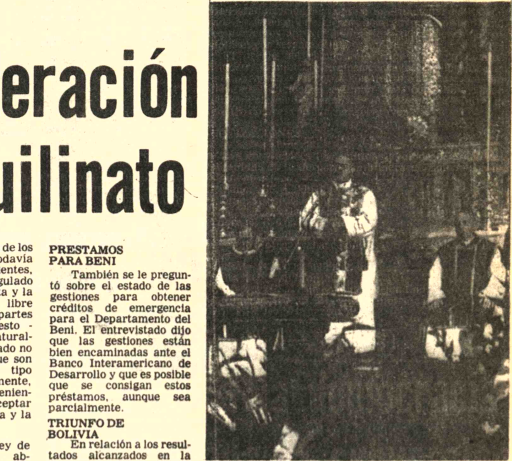 eración
uilinato
de los
odavía
entes,
gulado
a y la
libre
partes
esto -
tural-
ado no
ue son
tipo
mente,
enien-
ceptar
a y la
ey de
ab-
PRESTAMOS
PARA BENI
También se le pregun-
tó sobre el estado de las
gestiones para obtener
créditos de emergencia
para el Departamento del
Beni. El entrevistado dijo
que las gestiones están
bien encaminadas ante el
Banco Interamericano de
Desarrollo y que es posible
que se consigan estos
préstamos, aunque sea
parcialmente.
TRIUNFO DE
BOLIVIA
En relación a los resul-
tados alcanzados en la